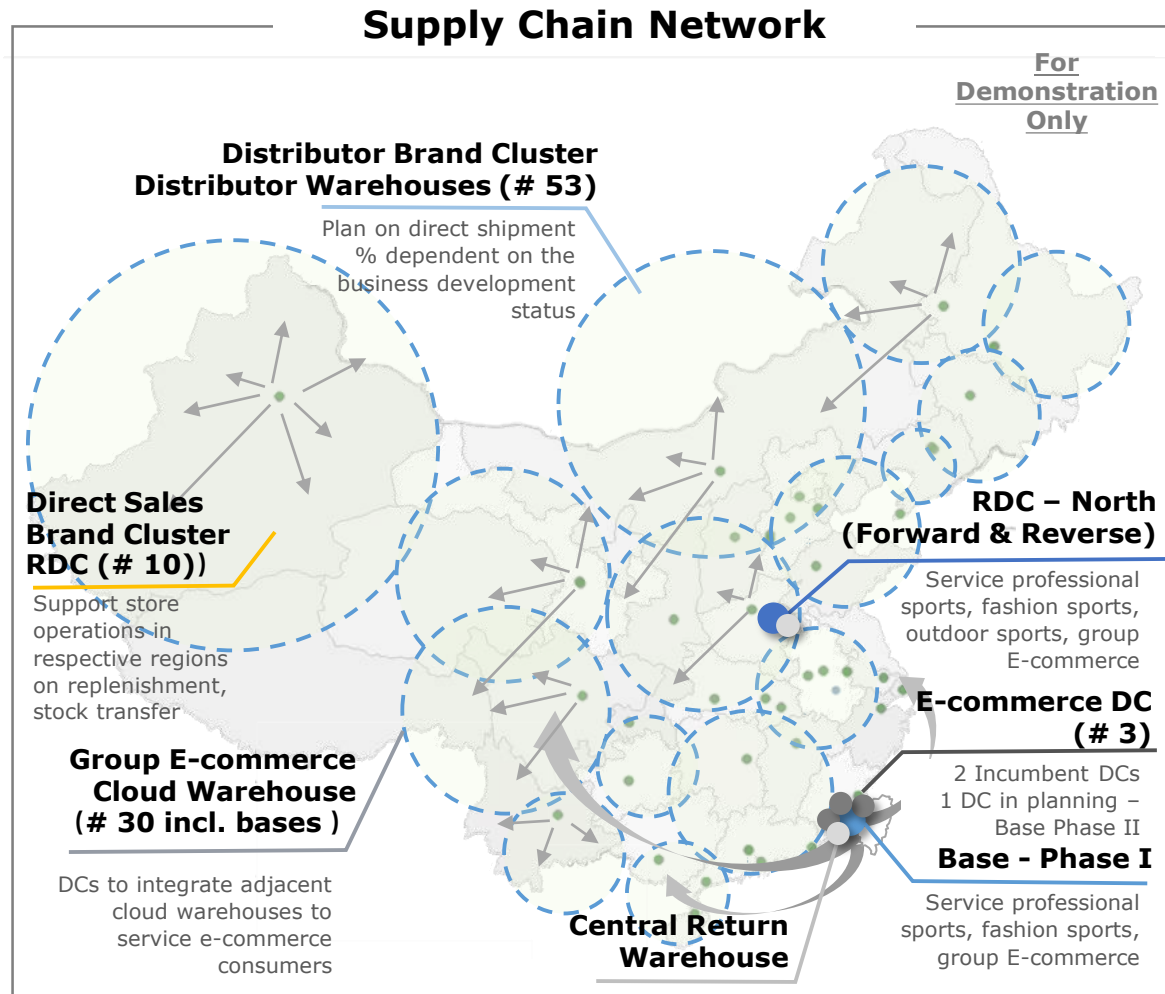 Supply Chain Network
For
Demonstration
Only
Distributor Brand Cluster
Distributor Warehouses (# 53)
Plan on direct shipment
% dependent on the
business development
status
Direct Sales
Brand Cluster
RDC (# 10))
Support store
operations in
respective regions
on replenishment,
stock transfer
RDC – North
(Forward & Reverse)
Service professional
sports, fashion sports,
outdoor sports, group
E-commerce
E-commerce DC
(# 3)
2 Incumbent DCs
1 DC in planning –
Base Phase II
Group E-commerce
Cloud Warehouse
(# 30 incl. bases )
DCs to integrate adjacent
cloud warehouses to
service e-commerce
consumers
Base - Phase I
Service professional
sports, fashion sports,
group E-commerce
Central Return
Warehouse